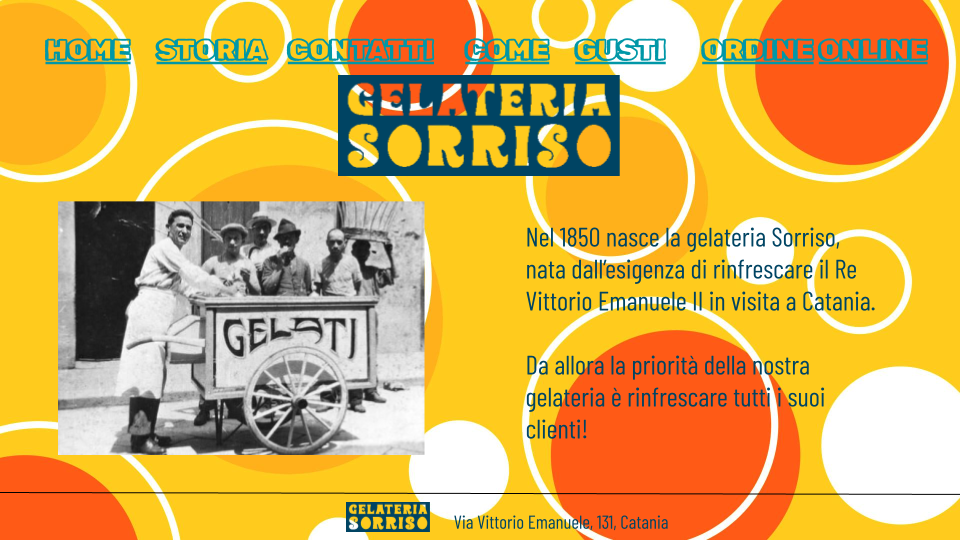 HOME STORIA CONTATTI COME GUSTI ORDINE ONLINE
GELATERIA
SORRISO
GELATI
Nel 1850 nasce la gelateria Sorriso,
nata dall'esigenza di rinfrescare il Re
Vittorio Emanuele II in visita a Catania.
Da allora la priorità della nostra
gelateria è rinfrescare tutti i suoi
clienti!
GELATERIA
SORRISO
Via Vittorio Emanuele, 131, Catania